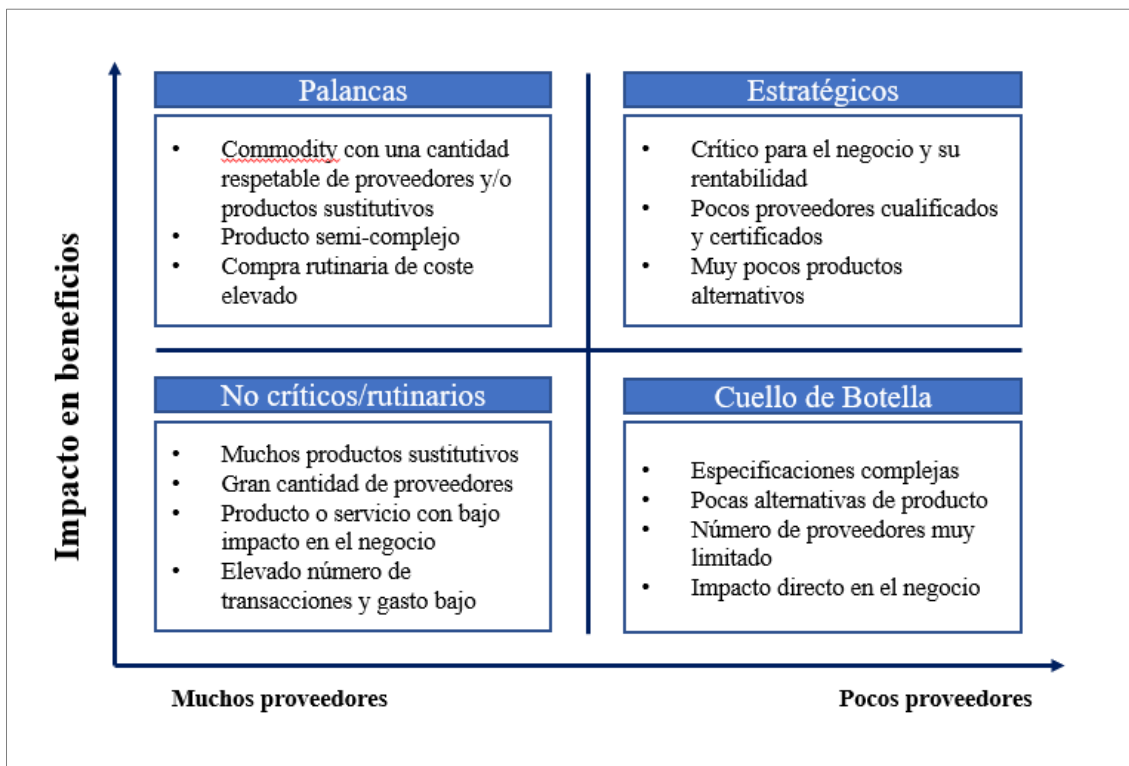 Impacto en beneficios
Palancas
• Commodity con una cantidad
respetable de proveedores y/o
productos sustitutivos
• Producto semi-complejo
• Compra rutinaria de coste
elevado
Estratégicos
• Crítico para el negocio y su
rentabilidad
• Pocos proveedores cualificados
y certificados
• Muy pocos productos
alternativos
No críticos/rutinarios
• Muchos productos sustitutivos
• Gran cantidad de proveedores
• Producto o servicio con bajo
impacto en el negocio
• Elevado número de
transacciones y gasto bajo
Cuello de Botella
• Especificaciones complejas
• Pocas alternativas de producto
• Número de proveedores muy
limitado
• Impacto directo en el negocio
Muchos proveedores
Pocos proveedores